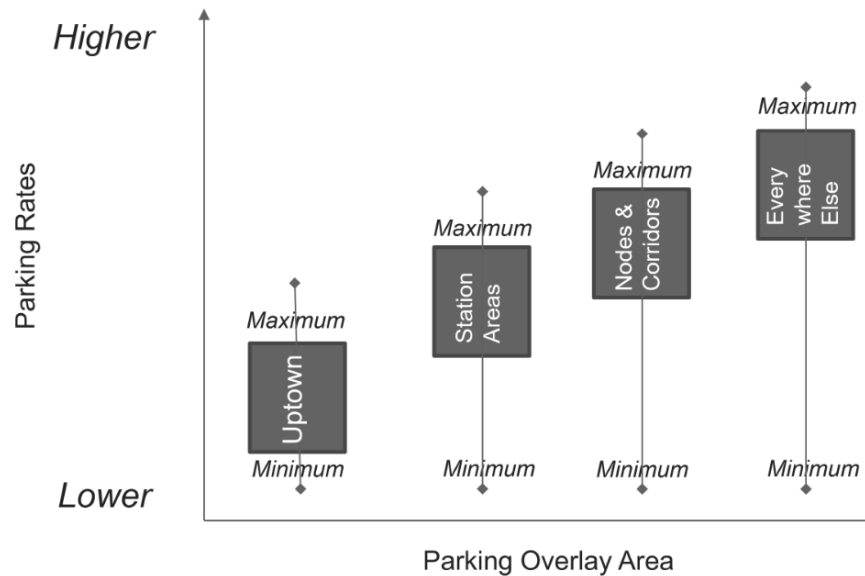 Higher
Lower
Parking Rates
Maximum
Uptown
Minimum
Maximum
Station
Areas
Minimum
Maximum
Nodes &
Corridors
Minimum
Maximum
Every
where
Else
Minimum
Parking Overlay Area